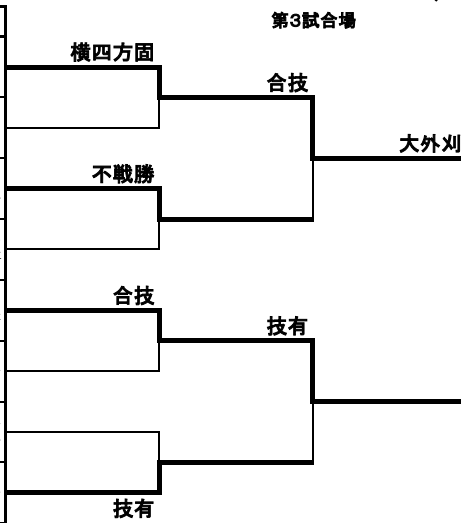 第3試合場
横四方固
合技
大外刈
不戦勝
合技
技有
技有